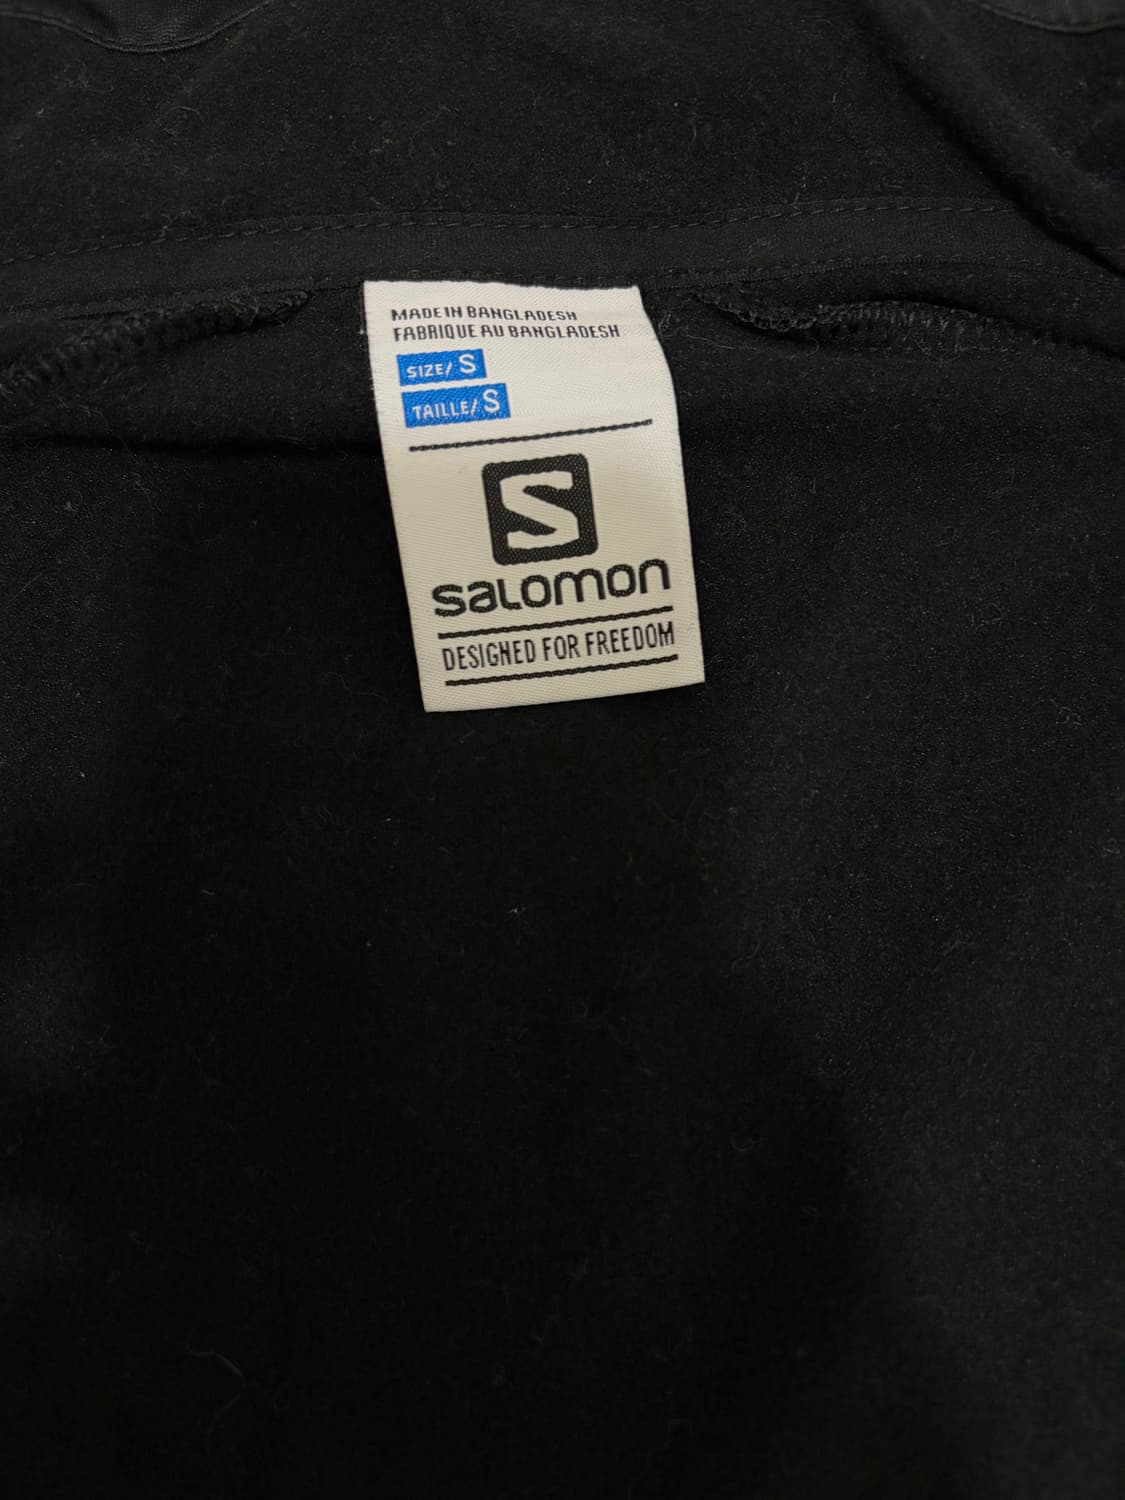 MADE IN BANGLADESH
FABRIQUE AU BANGLADESH
SIZE/ S
TAILLE/ S
S
SALOMON
DESIGNED FOR FREEDOM